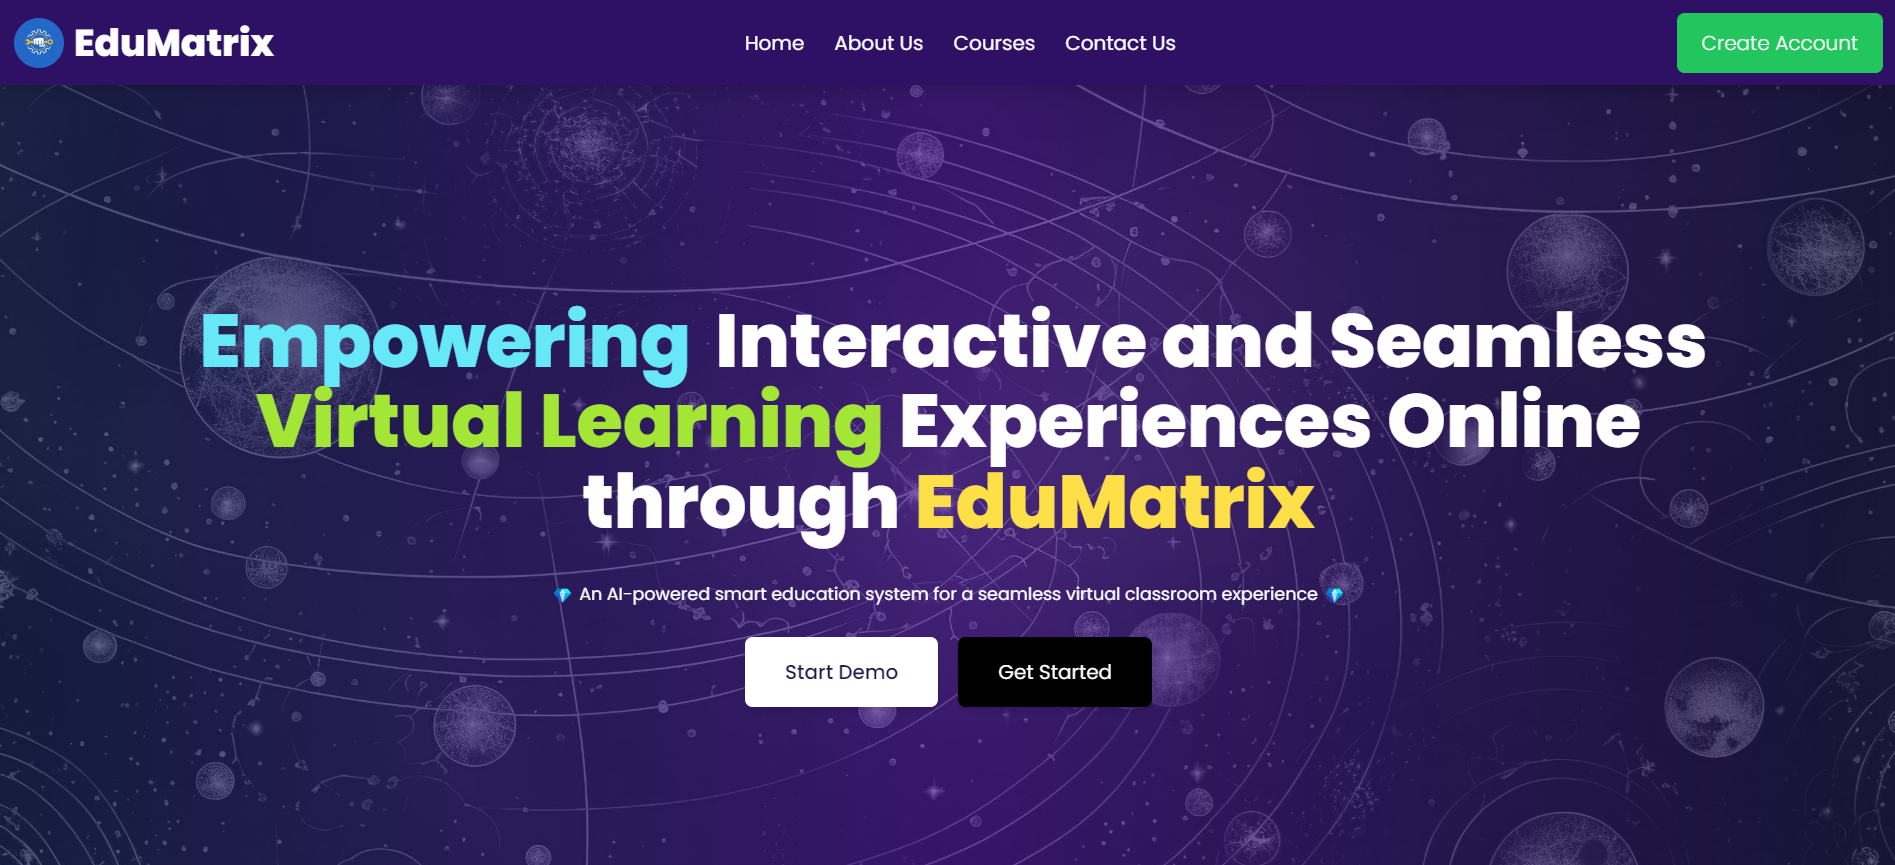 EduMatrix
Home About Us Courses Contact Us
Create Account
Empowering Interactive and Seamless
Virtual Learning Experiences Online
through EduMatrix
💎 An AI-powered smart education system for a seamless virtual classroom experience 💎
Start Demo
Get Started